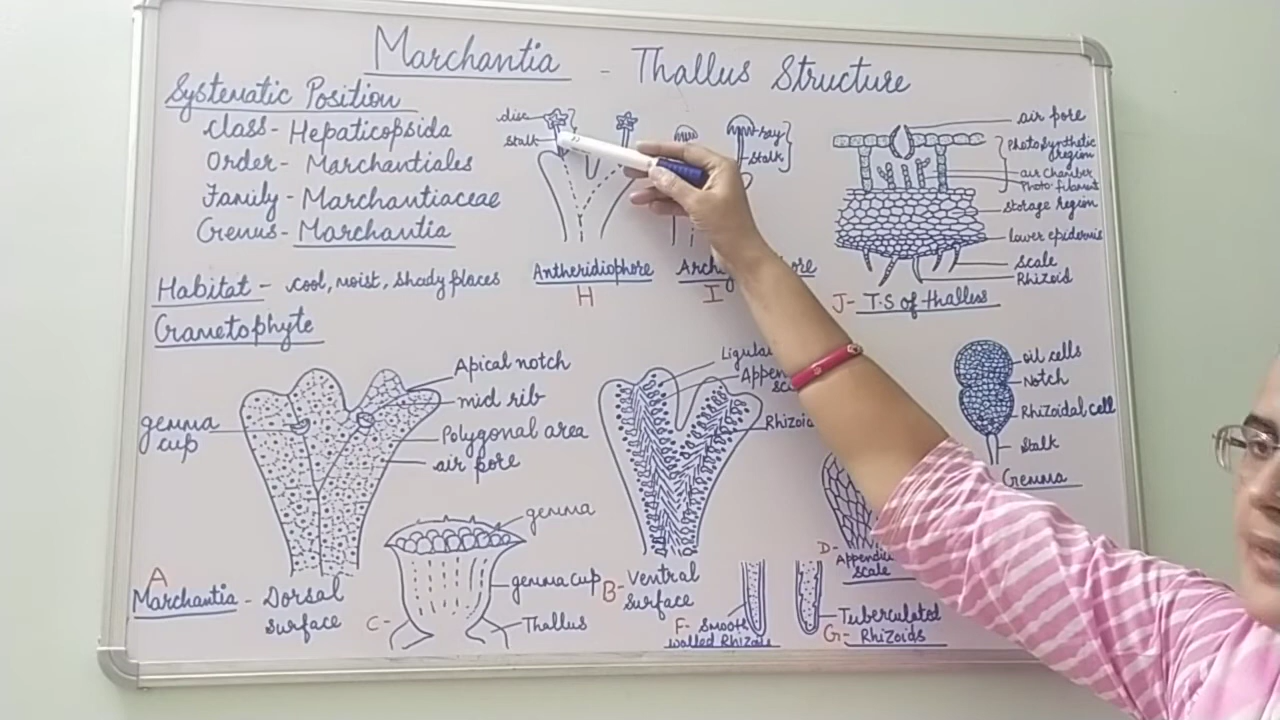 Marchantia - Thallus Structure
Systematic Position
Class - Hepaticopsida
Order - Marchantiales
Family - Marchantiaceae
Genus - Marchantia
Habitat - cool, moist, shady places
Gametophyte
disc
Stalk
Antheridiophore
H
ray
Stalk
I
air pore
Photosynthetic region
air chamber
Photo. filament
Storage region
lower epidermis
Scale
Rhizoid
J - T.S of thallus
Apical notch
mid rib
gemma cup
Polygonal area
air pore
A
Marchantia - Dorsal surface
gemma
gemma cup
Thallus
C -
Rhizoid
B - Ventral surface
oil cells
Notch
Rhizoidal cell
Stalk
Gemma
D -
scale
F - Smooth walled Rhizoids
Tuberculated
G - Rhizoids